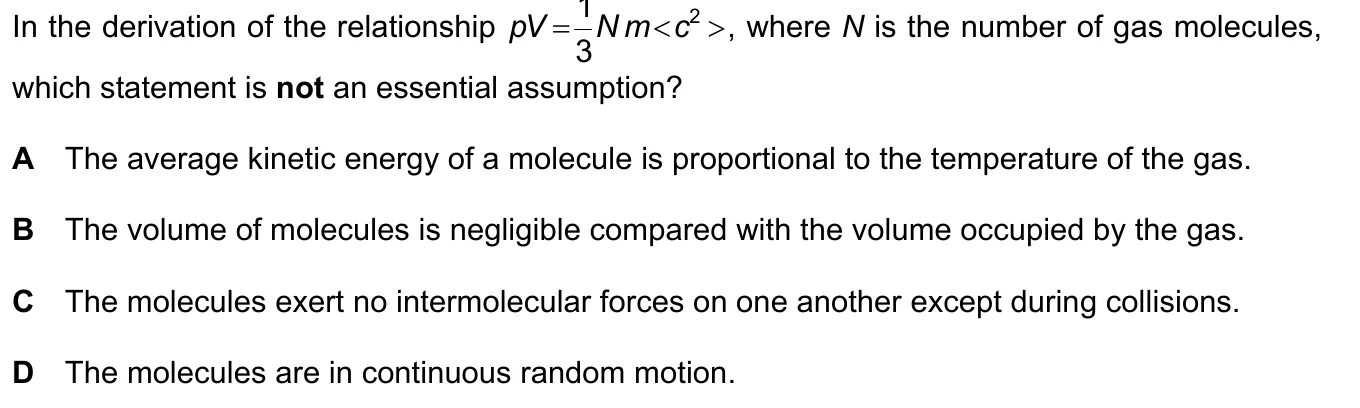 In the derivation of the relationship pV = 1/3 N m <c² >, where N is the number of gas molecules,
which statement is not an essential assumption?
A The average kinetic energy of a molecule is proportional to the temperature of the gas.
B The volume of molecules is negligible compared with the volume occupied by the gas.
C The molecules exert no intermolecular forces on one another except during collisions.
D The molecules are in continuous random motion.